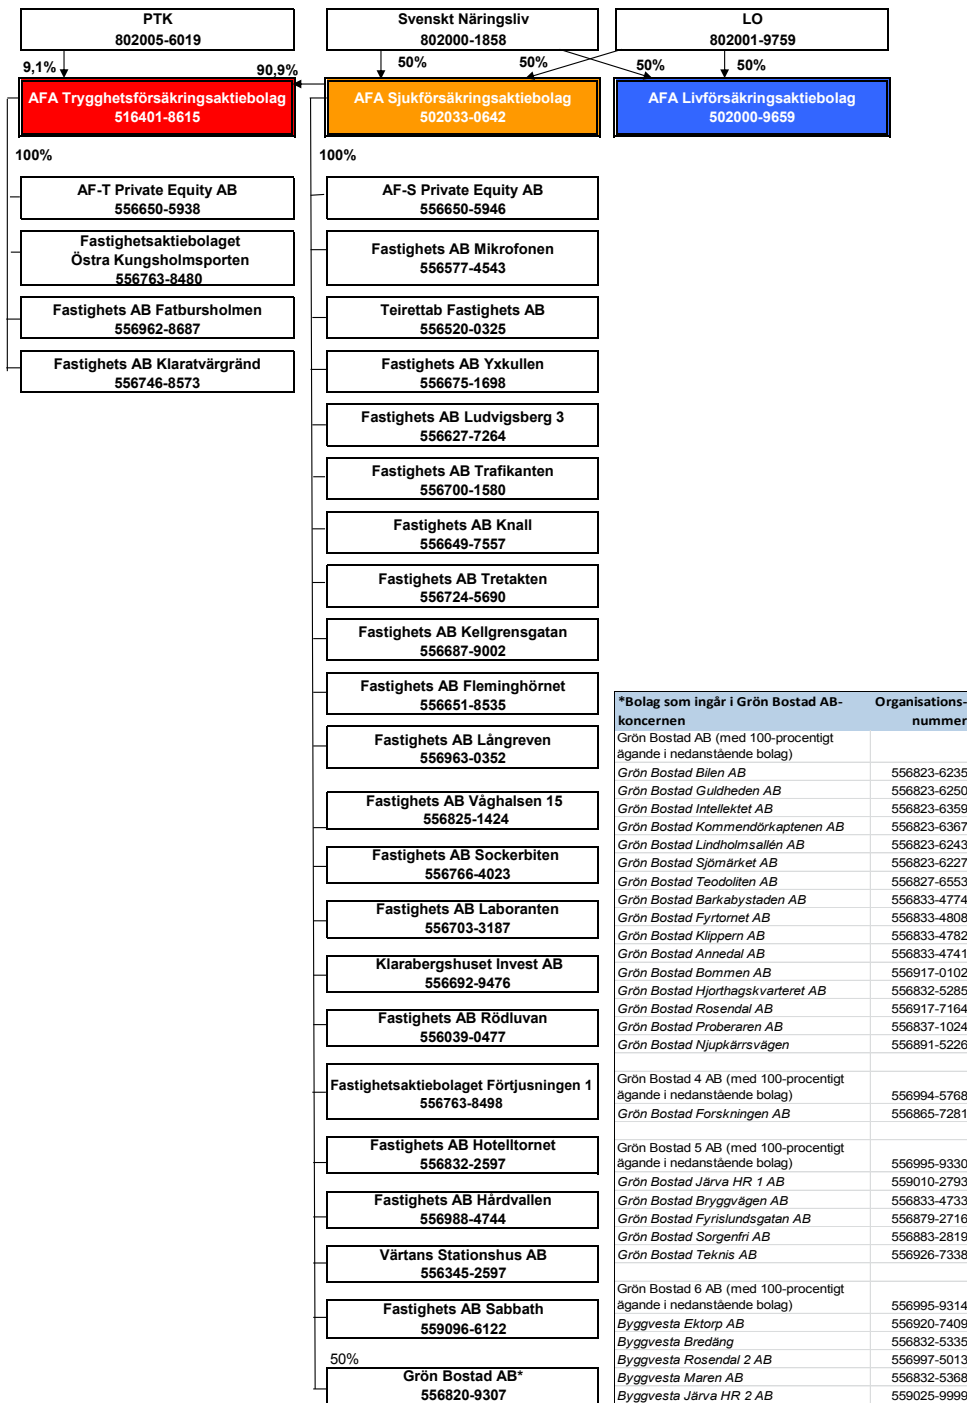 PTK
802005-6019
Svenskt Näringsliv
802000-1858
LO
802001-9759
9,1%
90,9%
50%
50%
50%
50%
AFA Trygghetsförsäkringsaktiebolag
516401-8615
AFA Sjukförsäkringsaktiebolag
502033-0642
AFA Livförsäkringsaktiebolag
502000-9659
100%
100%
AF-T Private Equity AB
556650-5938
Fastighetsaktiebolaget
Östra Kungsholmsporten
556763-8480
Fastighets AB Fatbursholmen
556962-8687
Fastighets AB Klaratvärgränd
556746-8573
AF-S Private Equity AB
556650-5946
Fastighets AB Mikrofonen
556577-4543
Teirettab Fastighets AB
556520-0325
Fastighets AB Yxkullen
556675-1698
Fastighets AB Ludvigsberg 3
556627-7264
Fastighets AB Trafikanten
556700-1580
Fastighets AB Knall
556649-7557
Fastighets AB Tretakten
556724-5690
Fastighets AB Kellgrensgatan
556687-9002
Fastighets AB Fleminghörnet
556651-8535
Fastighets AB Långreven
556963-0352
Fastighets AB Våghalsen 15
556825-1424
Fastighets AB Sockerbiten
556766-4023
Fastighets AB Laboranten
556703-3187
Klarabergshuset Invest AB
556692-9476
Fastighets AB Rödluvan
556039-0477
Fastighetsaktiebolaget Förtjusningen 1
556763-8498
Fastighets AB Hotelltornet
556832-2597
Fastighets AB Hårdvallen
556988-4744
Värtans Stationshus AB
556345-2597
Fastighets AB Sabbath
559096-6122
50%
Grön Bostad AB*
556820-9307
*Bolag som ingår i Grön Bostad AB- Organisations-
koncernen nummer
Grön Bostad AB (med 100-procentigt
ägande i nedanstående bolag)
Grön Bostad Bilen AB 556823-6235
Grön Bostad Guldheden AB 556823-6250
Grön Bostad Intellektet AB 556823-6359
Grön Bostad Kommendörkaptenen AB 556823-6367
Grön Bostad Lindholmsallén AB 556823-6243
Grön Bostad Sjömärket AB 556823-6227
Grön Bostad Teodoliten AB 556827-6553
Grön Bostad Barkabystaden AB 556833-4774
Grön Bostad Fyrtornet AB 556833-4808
Grön Bostad Klippern AB 556833-4782
Grön Bostad Annedal AB 556833-4741
Grön Bostad Bommen AB 556917-0102
Grön Bostad Hjorthagskvarteret AB 556832-5285
Grön Bostad Rosendal AB 556917-7164
Grön Bostad Proberaren AB 556837-1024
Grön Bostad Njupkärrsvägen 556891-5226
Grön Bostad 4 AB (med 100-procentigt
ägande i nedanstående bolag) 556994-5768
Grön Bostad Forskningen AB 556865-7281
Grön Bostad 5 AB (med 100-procentigt
ägande i nedanstående bolag) 556995-9330
Grön Bostad Järva HR 1 AB 559010-2793
Grön Bostad Bryggvägen AB 556833-4733
Grön Bostad Fyrislundsgatan AB 556879-2716
Grön Bostad Sorgenfri AB 556883-2819
Grön Bostad Teknis AB 556926-7338
Grön Bostad 6 AB (med 100-procentigt
ägande i nedanstående bolag) 556995-9314
Byggvesta Ektorp AB 556920-7409
Byggvesta Bredäng 556832-5335
Byggvesta Rosendal 2 AB 556997-5013
Byggvesta Maren AB 556832-5368
Byggvesta Järva HR 2 AB 559025-9999